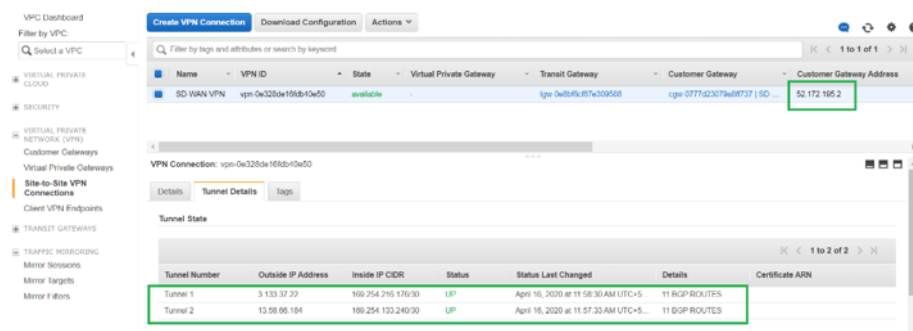 VPC Dashboard
Filter by VPC:
Select a VPC
VIRTUAL PRIVATE
CLOUD
SECURITY
VIRTUAL PRIVATE
NETWORK (VPN)
Customer Gateways
Virtual Private Gateways
Site-to-Site VPN
Connections
Client VPN Endpoints
TRANSIT GATEWAYS
TRAFFIC MIRRORING
Mirror Sessions
Mirror Targets
Mirror Filters
Create VPN Connection Download Configuration Actions
Filter by tags and attributes or search by keyword
1 to 1 of 1
Name VPN ID State Virtual Private Gateway Transit Gateway Customer Gateway Customer Gateway Address
SD WAN VPN vpn-0e328de16fdb40e50 available - tgw-0e8bf6cf87e309588 cgw-0777d23079a8ff737 | SD ... 52.172.195.2
VPN Connection: vpn-0e328de16fdb40e50
Details Tunnel Details Tags
Tunnel State
1 to 2 of 2
Tunnel Number Outside IP Address Inside IP CIDR Status Status Last Changed Details Certificate ARN
Tunnel 1 3.133.37.22 169.254.216.176/30 UP April 16, 2020 at 11:58:30 AM UTC+5... 11 BGP ROUTES
Tunnel 2 13.58.66.184 169.254.133.240/30 UP April 16, 2020 at 11:57:33 AM UTC+5... 11 BGP ROUTES